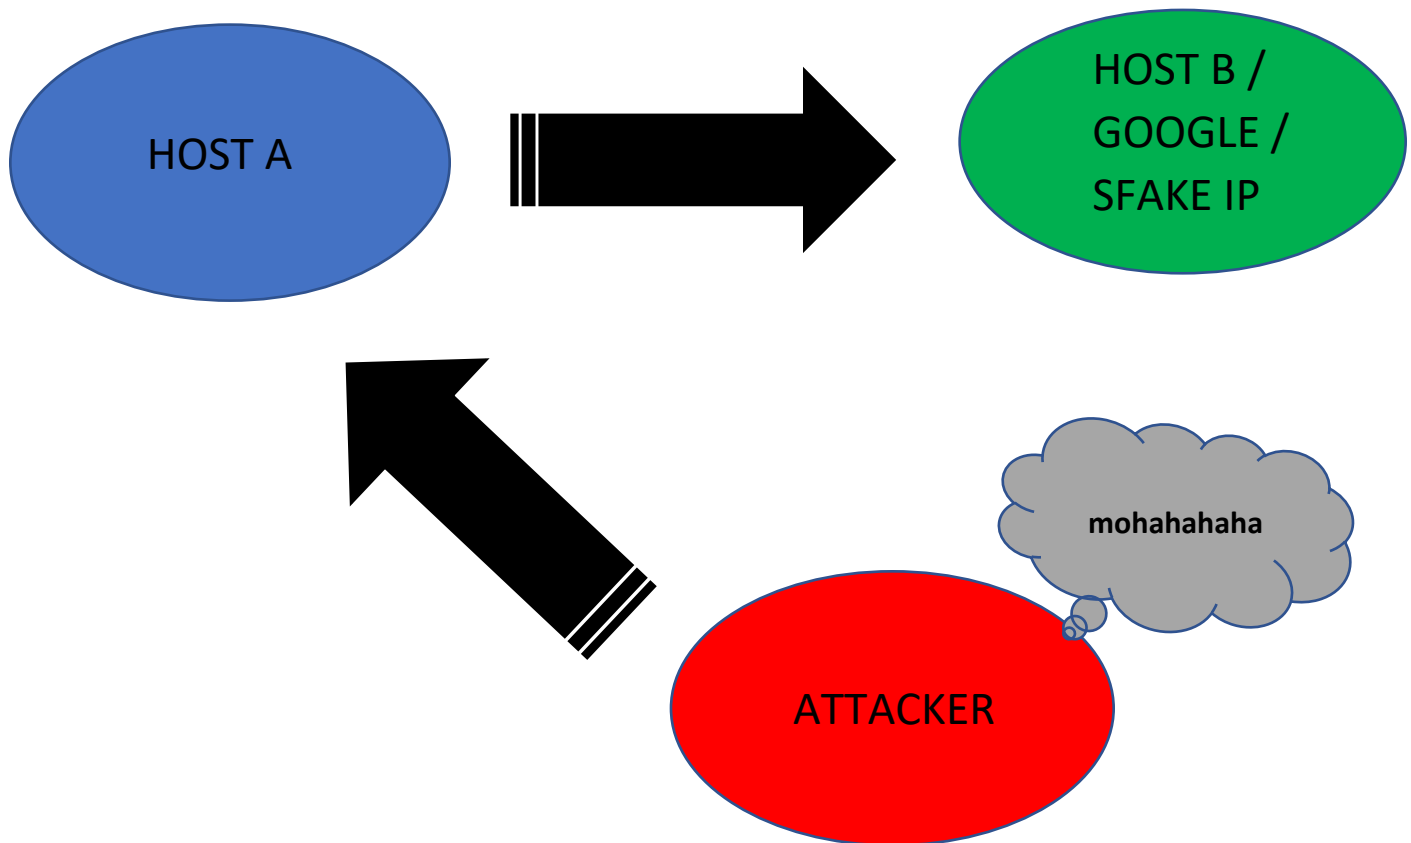 HOST A
HOST B /
GOOGLE /
SFAKE IP
mohahahaha
ATTACKER